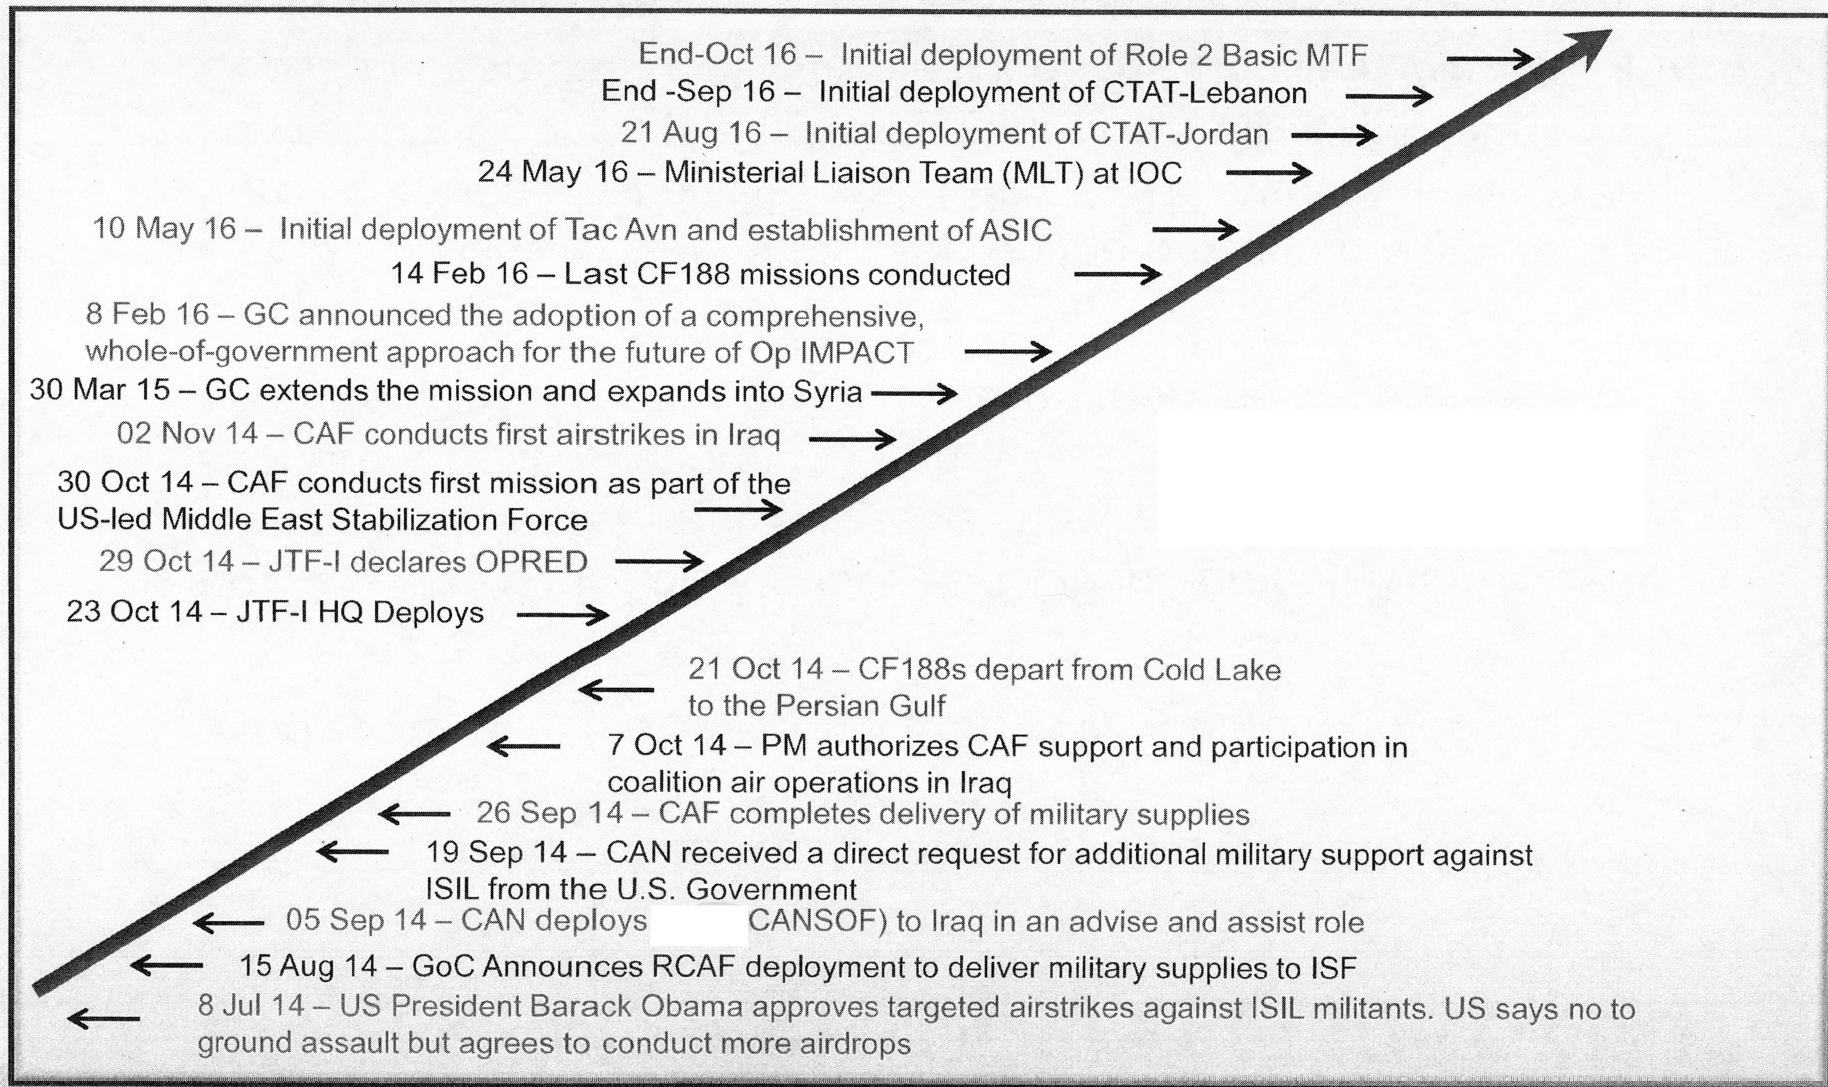 End-Oct 16 – Initial deployment of Role 2 Basic MTF
End -Sep 16 – Initial deployment of CTAT-Lebanon
21 Aug 16 – Initial deployment of CTAT-Jordan
24 May 16 – Ministerial Liaison Team (MLT) at IOC
10 May 16 – Initial deployment of Tac Avn and establishment of ASIC
14 Feb 16 – Last CF188 missions conducted
8 Feb 16 – GC announced the adoption of a comprehensive,
whole-of-government approach for the future of Op IMPACT
30 Mar 15 – GC extends the mission and expands into Syria
02 Nov 14 – CAF conducts first airstrikes in Iraq
30 Oct 14 – CAF conducts first mission as part of the
US-led Middle East Stabilization Force
29 Oct 14 – JTF-I declares OPRED
23 Oct 14 – JTF-I HQ Deploys
21 Oct 14 – CF188s depart from Cold Lake
to the Persian Gulf
7 Oct 14 – PM authorizes CAF support and participation in
coalition air operations in Iraq
26 Sep 14 – CAF completes delivery of military supplies
19 Sep 14 – CAN received a direct request for additional military support against
ISIL from the U.S. Government
05 Sep 14 – CAN deploys CANSOF) to Iraq in an advise and assist role
15 Aug 14 – GoC Announces RCAF deployment to deliver military supplies to ISF
8 Jul 14 – US President Barack Obama approves targeted airstrikes against ISIL militants. US says no to
ground assault but agrees to conduct more airdrops